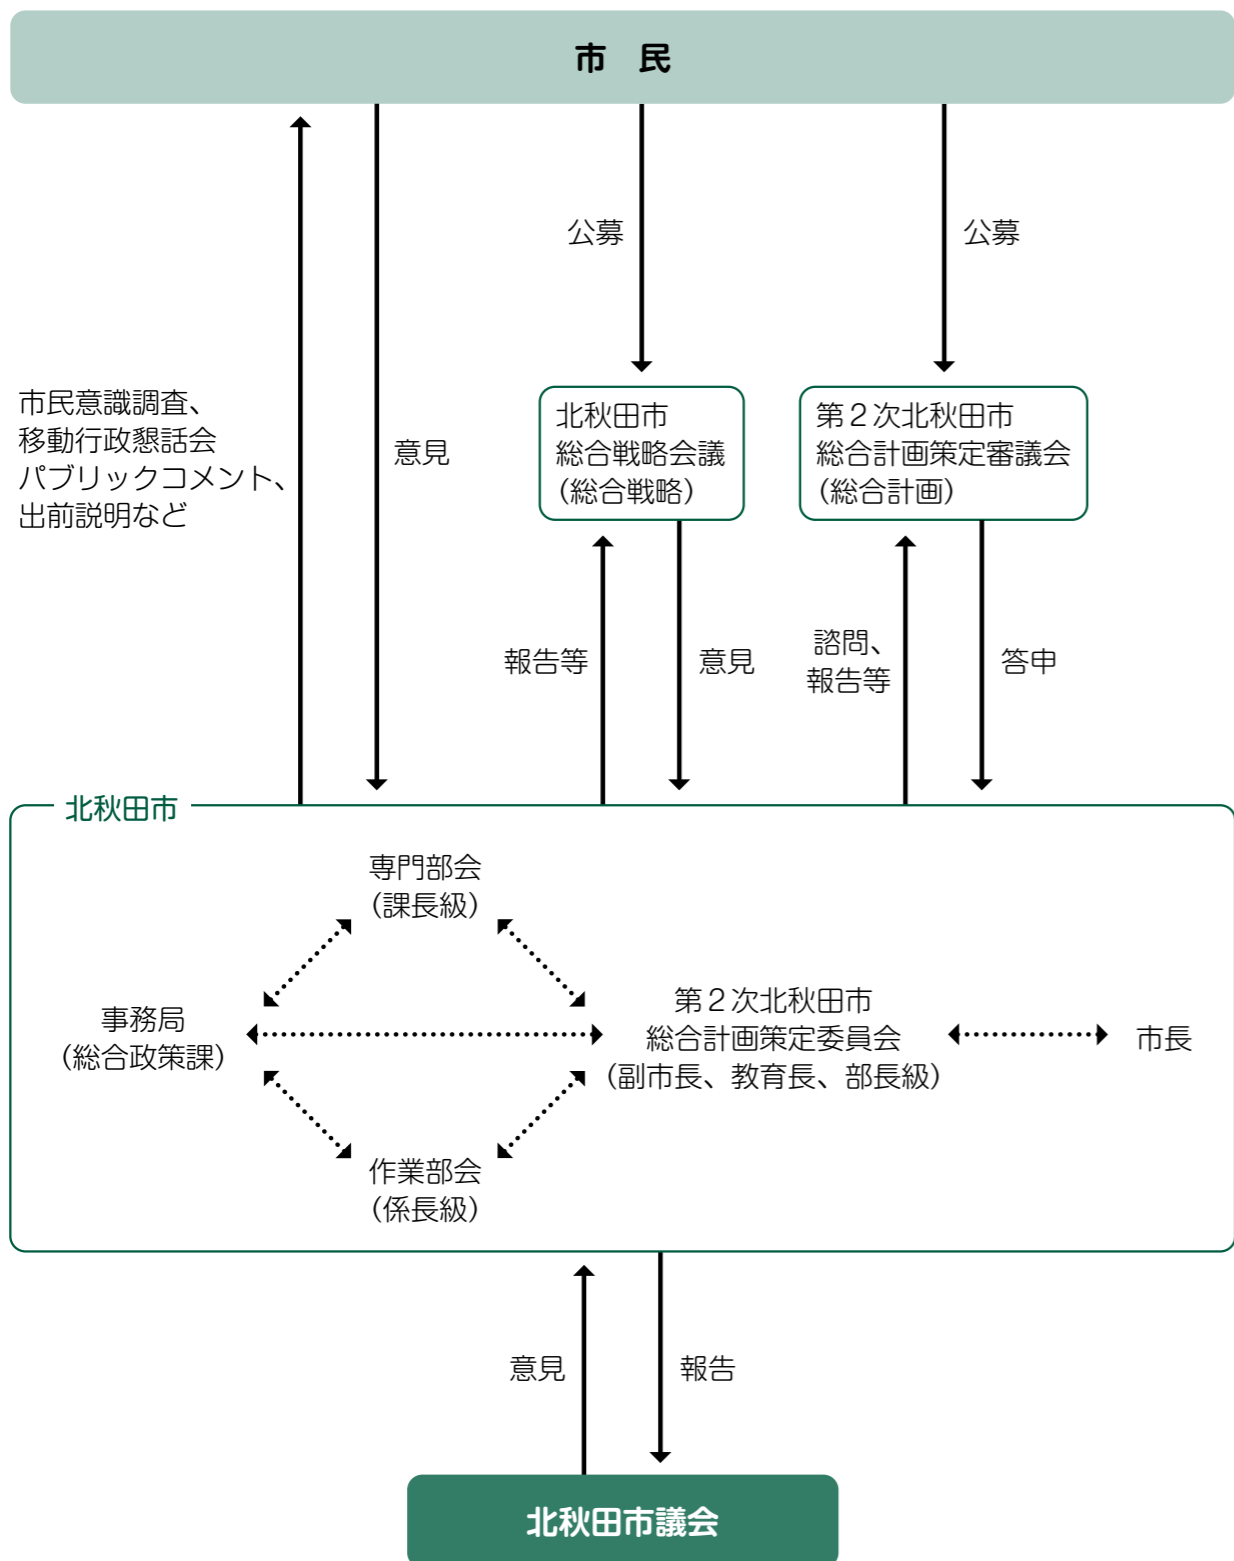 市 民
公募
公募
市民意識調査、
移動行政懇話会
パブリックコメント、
出前説明など
意見
北秋田市
総合戦略会議
(総合戦略)
第２次北秋田市
総合計画策定審議会
(総合計画)
報告等
意見
諮問、
報告等
答申
北秋田市
専門部会
(課長級)
事務局
(総合政策課)
第２次北秋田市
総合計画策定委員会
(副市長、教育長、部長級)
市長
作業部会
(係長級)
意見
報告
北秋田市議会